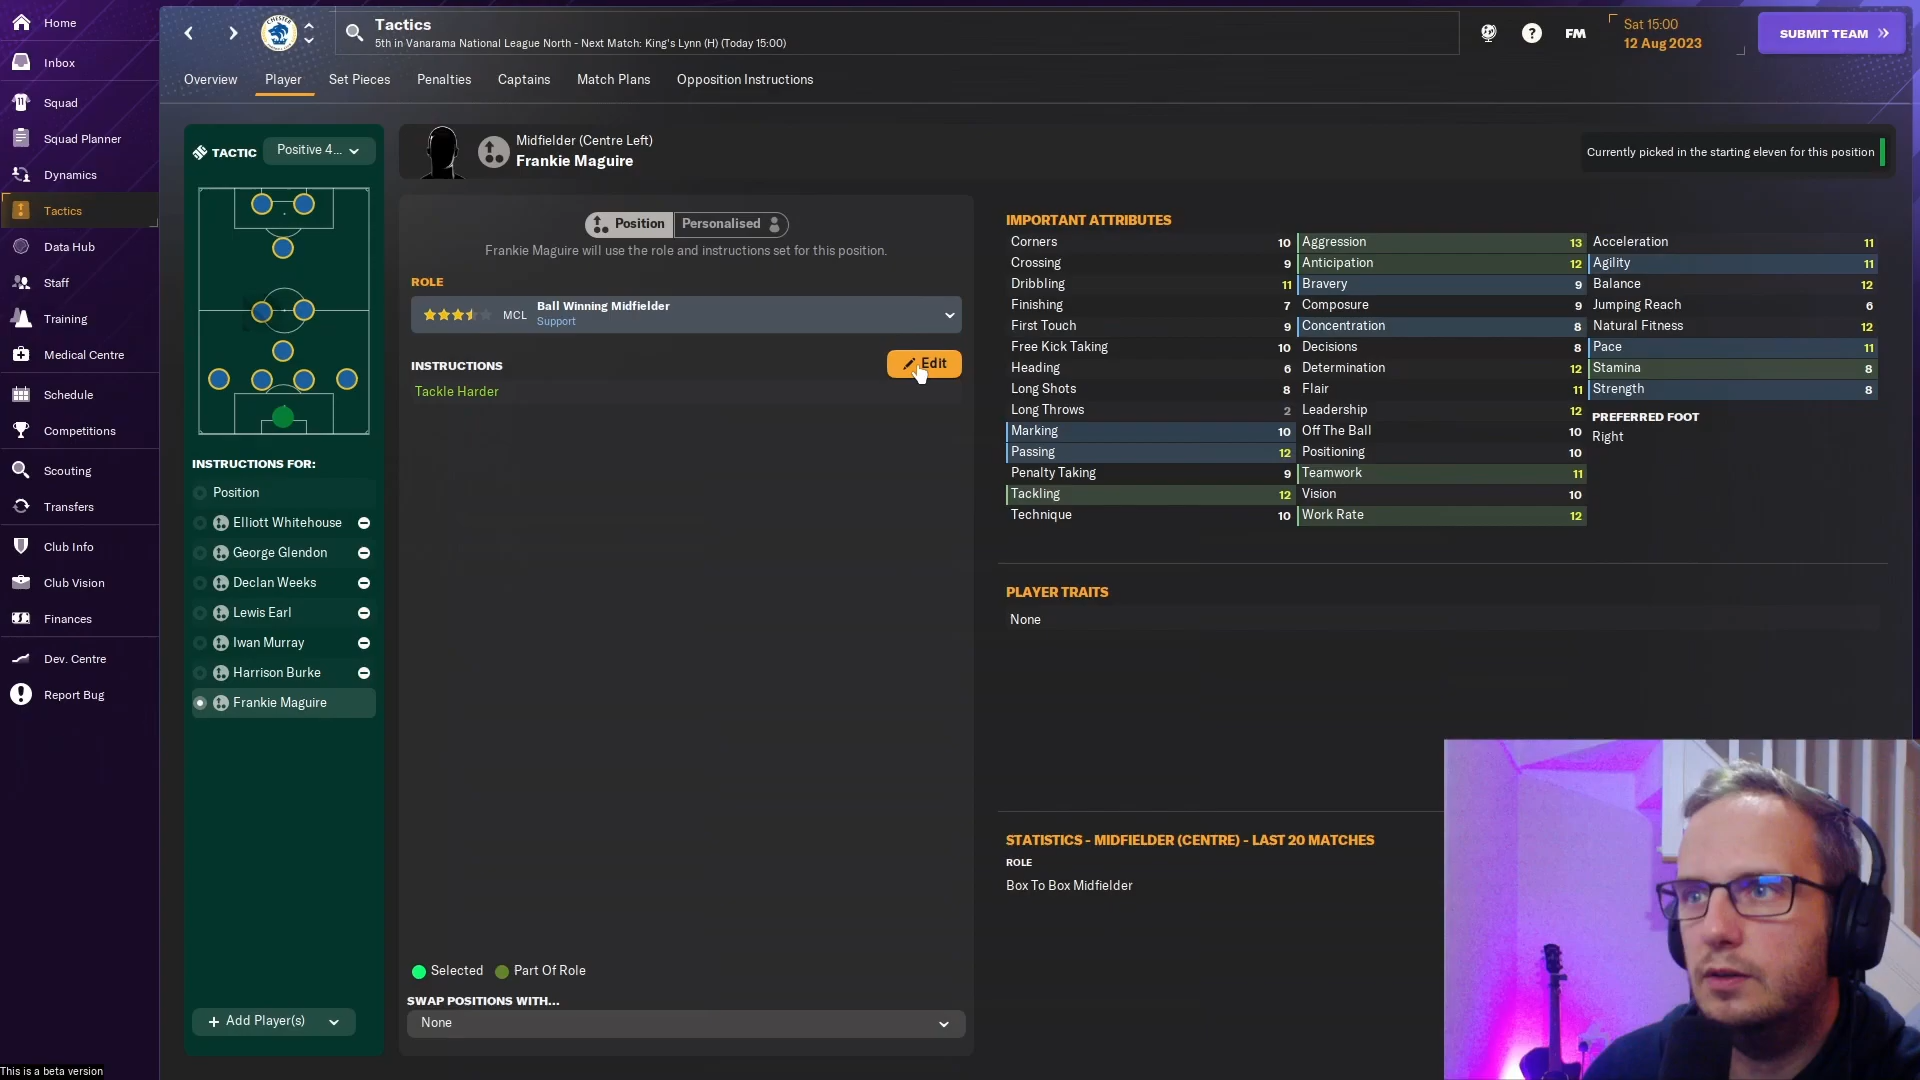 Home
Inbox
Squad
Squad Planner
Dynamics
Tactics
Data Hub
Staff
Training
Medical Centre
Schedule
Competitions
Scouting
Transfers
Club Info
Club Vision
Finances
Dev. Centre
Report Bug
This is a beta version
CHESTER
Tactics
5th in Vanarama National League North - Next Match: King's Lynn (H) (Today 15:00)
FM
Sat 15:00
12 Aug 2023
SUBMIT TEAM
Overview Player Set Pieces Penalties Captains Match Plans Opposition Instructions
TACTIC Positive 4...
INSTRUCTIONS FOR:
Position
Elliott Whitehouse
George Glendon
Declan Weeks
Lewis Earl
Iwan Murray
Harrison Burke
Frankie Maguire
Add Player(s)
Midfielder (Centre Left)
Frankie Maguire
Currently picked in the starting eleven for this position
Position Personalised
Frankie Maguire will use the role and instructions set for this position.
ROLE
MCL Ball Winning Midfielder
Support
INSTRUCTIONS Edit
Tackle Harder
Selected Part Of Role
SWAP POSITIONS WITH...
None
IMPORTANT ATTRIBUTES
Corners 10 Aggression 13 Acceleration 11
Crossing 9 Anticipation 12 Agility 11
Dribbling 11 Bravery 9 Balance 12
Finishing 7 Composure 9 Jumping Reach 6
First Touch 9 Concentration 8 Natural Fitness 12
Free Kick Taking 10 Decisions 8 Pace 11
Heading 6 Determination 12 Stamina 8
Long Shots 8 Flair 11 Strength 8
Long Throws 2 Leadership 12
Marking 10 Off The Ball 10
Passing 12 Positioning 10
Penalty Taking 9 Teamwork 11
Tackling 12 Vision 10
Technique 10 Work Rate 12
PREFERRED FOOT
Right
PLAYER TRAITS
None
STATISTICS - MIDFIELDER (CENTRE) - LAST 20 MATCHES
ROLE
Box To Box Midfielder